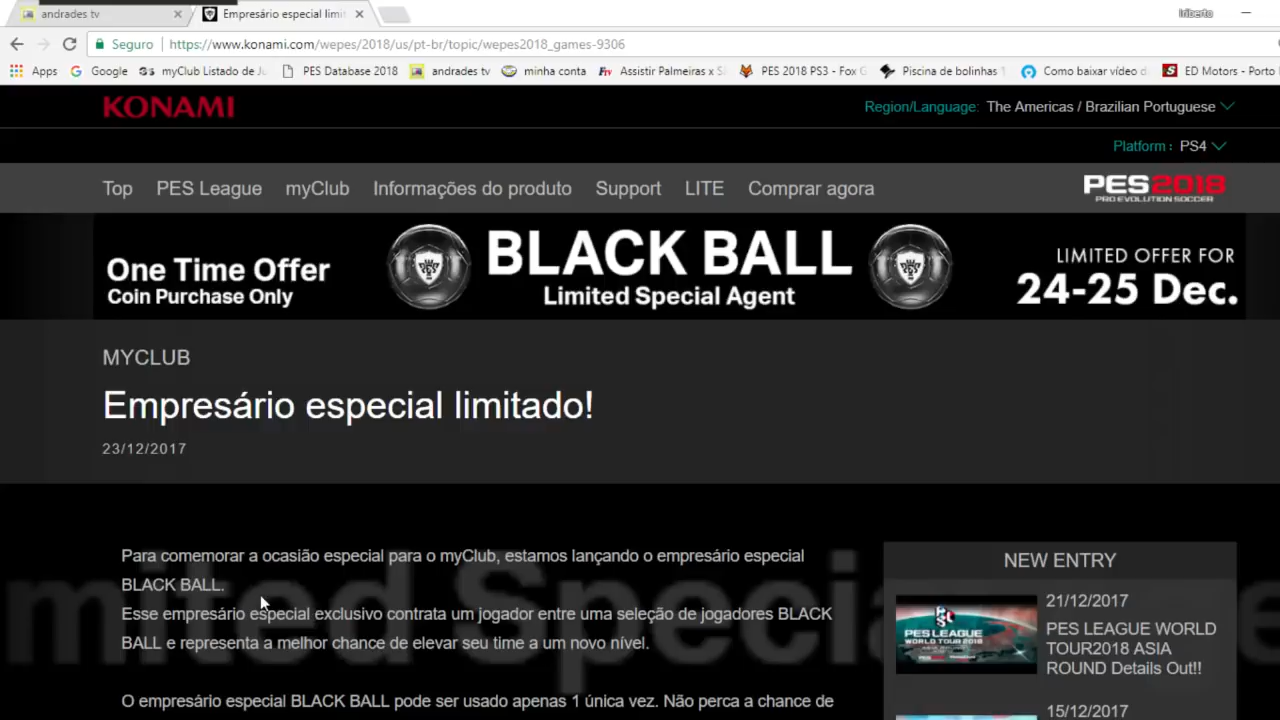 andrades tv
Empresário especial limit
Iriberto
Seguro
https://www.konami.com/wepes/2018/us/pt-br/topic/wepes2018_games-9306
Apps
Google
myClub Listado de Ju
PES Database 2018
andrades tv
minha conta
Assistir Palmeiras x S
PES 2018 PS3 - Fox G
Piscina de bolinhas
Como baixar vídeo d
ED Motors - Porto
KONAMI
Region/Language: The Americas / Brazilian Portuguese
Platform : PS4
Top PES League myClub Informações do produto Support LITE Comprar agora
PES2018
PRO EVOLUTION SOCCER
One Time Offer
Coin Purchase Only
BLACK BALL
Limited Special Agent
LIMITED OFFER FOR
24-25 Dec.
MYCLUB
Empresário especial limitado!
23/12/2017
Para comemorar a ocasião especial para o myClub, estamos lançando o empresário especial
BLACK BALL.
Esse empresário especial exclusivo contrata um jogador entre uma seleção de jogadores BLACK
BALL e representa a melhor chance de elevar seu time a um novo nível.
O empresário especial BLACK BALL pode ser usado apenas 1 única vez. Não perca a chance de
NEW ENTRY
PES LEAGUE
WORLD TOUR 2018
21/12/2017
PES LEAGUE WORLD
TOUR2018 ASIA
ROUND Details Out!!
15/12/2017